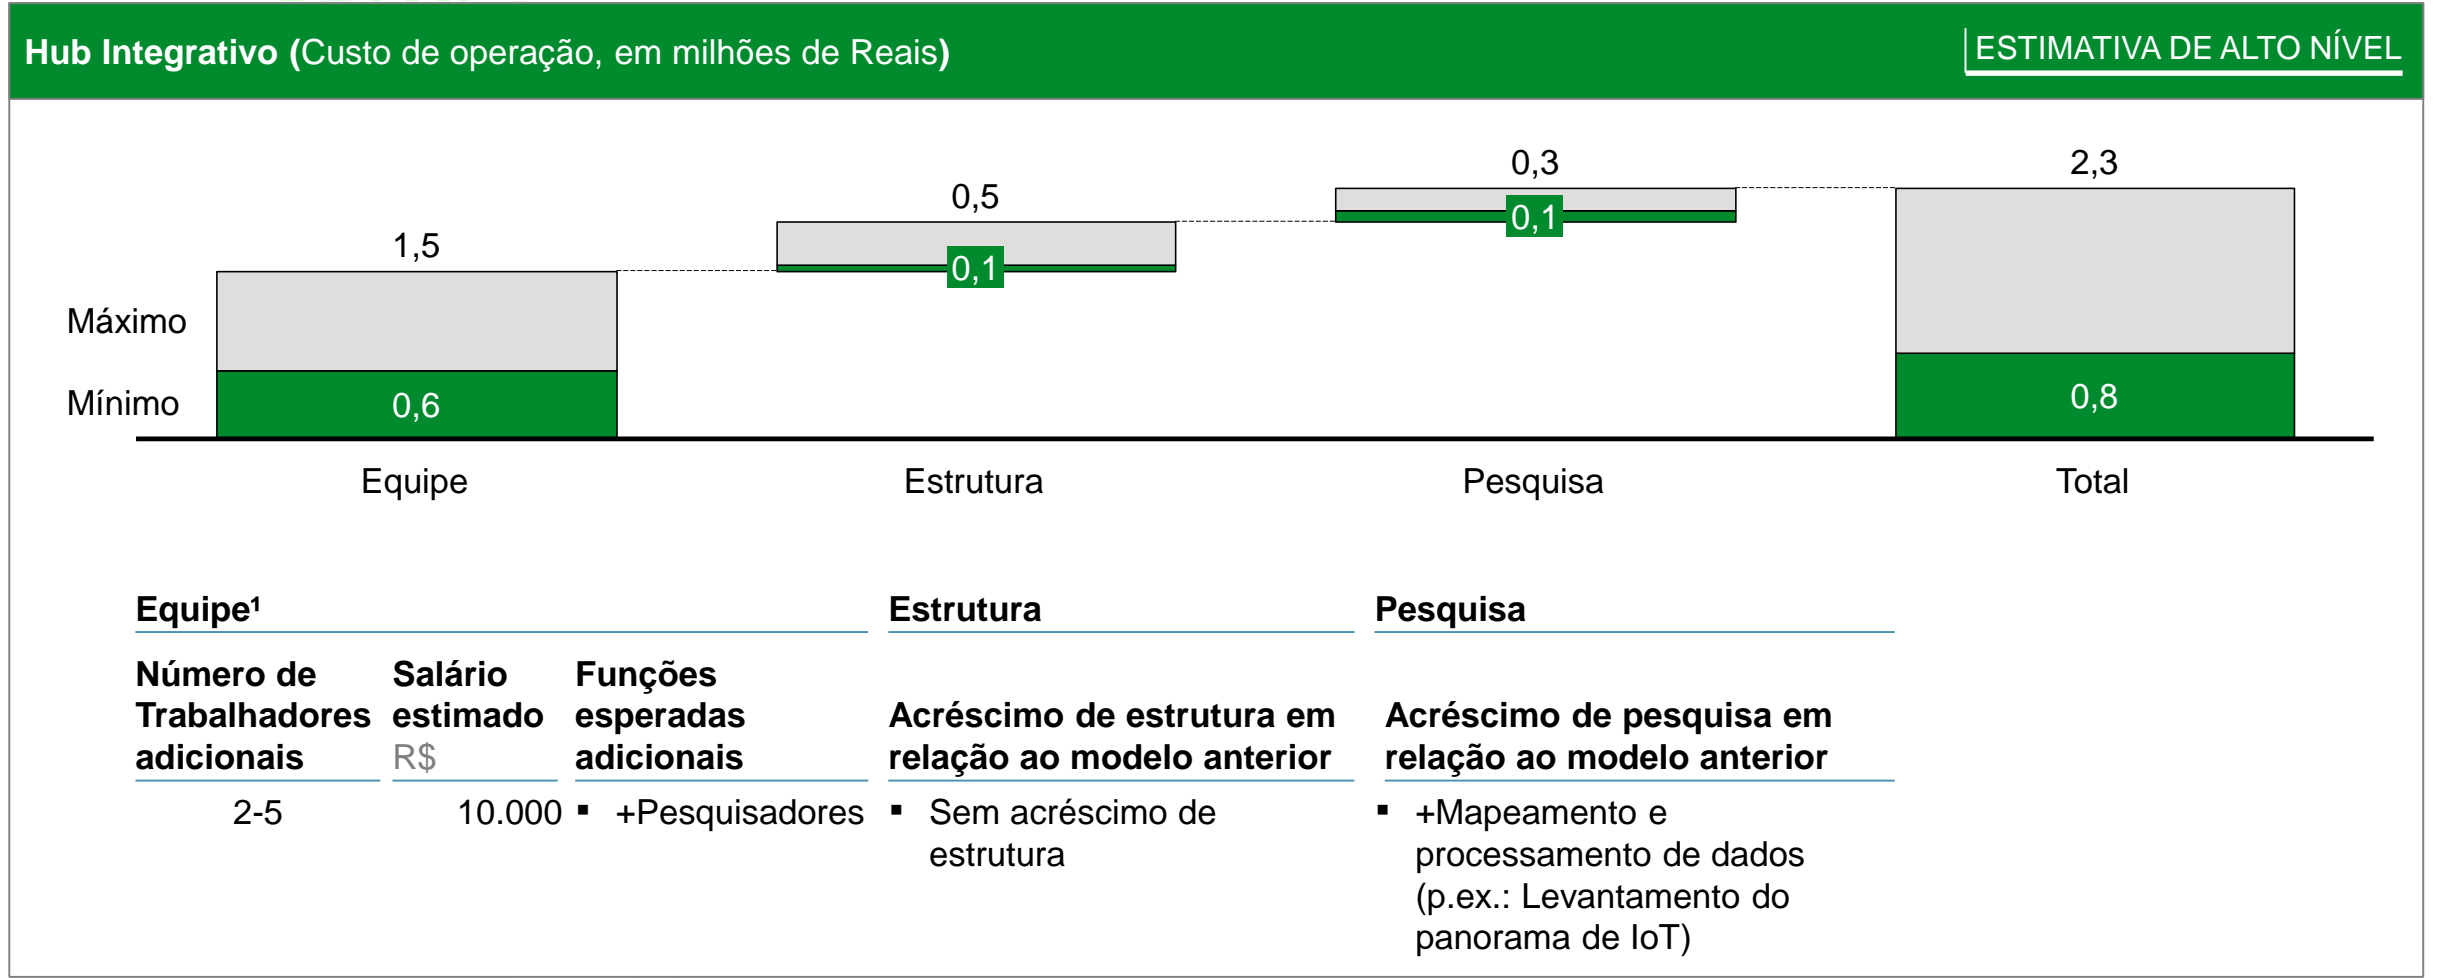 Hub Integrativo (Custo de operação, em milhões de Reais)
ESTIMATIVA DE ALTO NÍVEL
0,3
2,3
0,5
0,1
1,5
0,1
Máximo
Mínimo
0,6
0,8
Equipe
Estrutura
Pesquisa
Total
Equipe¹
Estrutura
Pesquisa
Número de
Trabalhadores
adicionais
Salário
estimado
R$
Funções
esperadas
adicionais
Acréscimo de estrutura em
relação ao modelo anterior
Acréscimo de pesquisa em
relação ao modelo anterior
2-5
10.000
▪ +Pesquisadores
▪ Sem acréscimo de
estrutura
▪ +Mapeamento e
processamento de dados
(p.ex.: Levantamento do
panorama de IoT)